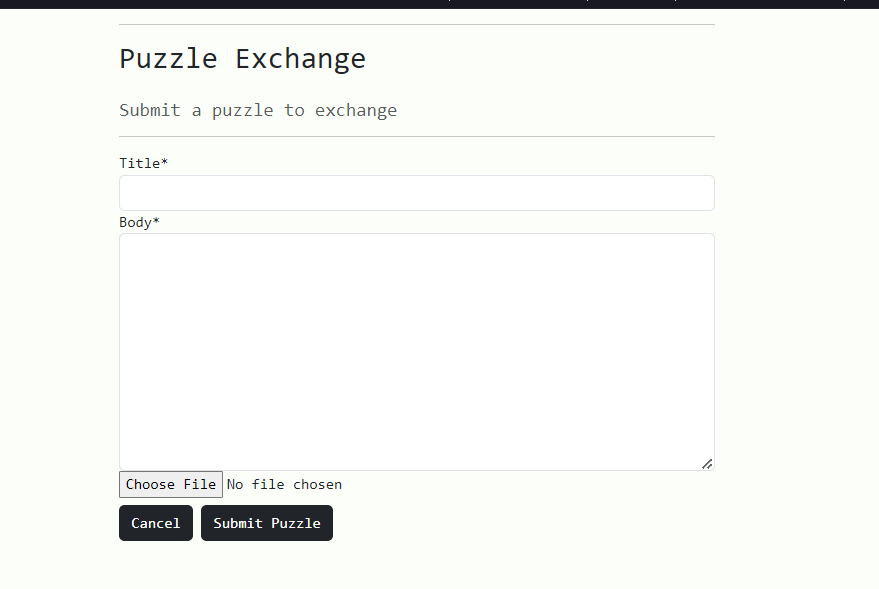 Puzzle Exchange
Submit a puzzle to exchange
Title*
Body*
Choose File No file chosen
Cancel Submit Puzzle